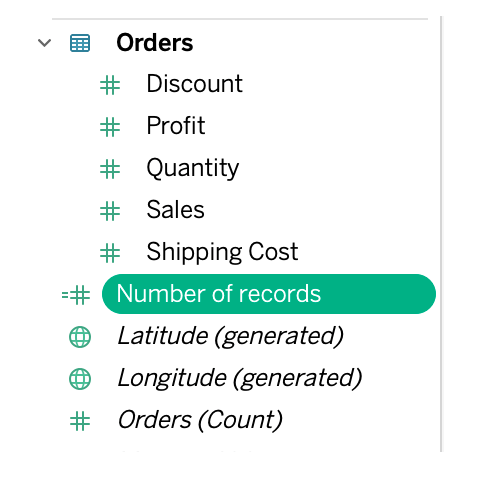 Orders
Discount
Profit
Quantity
Sales
Shipping Cost
Number of records
Latitude (generated)
Longitude (generated)
Orders (Count)